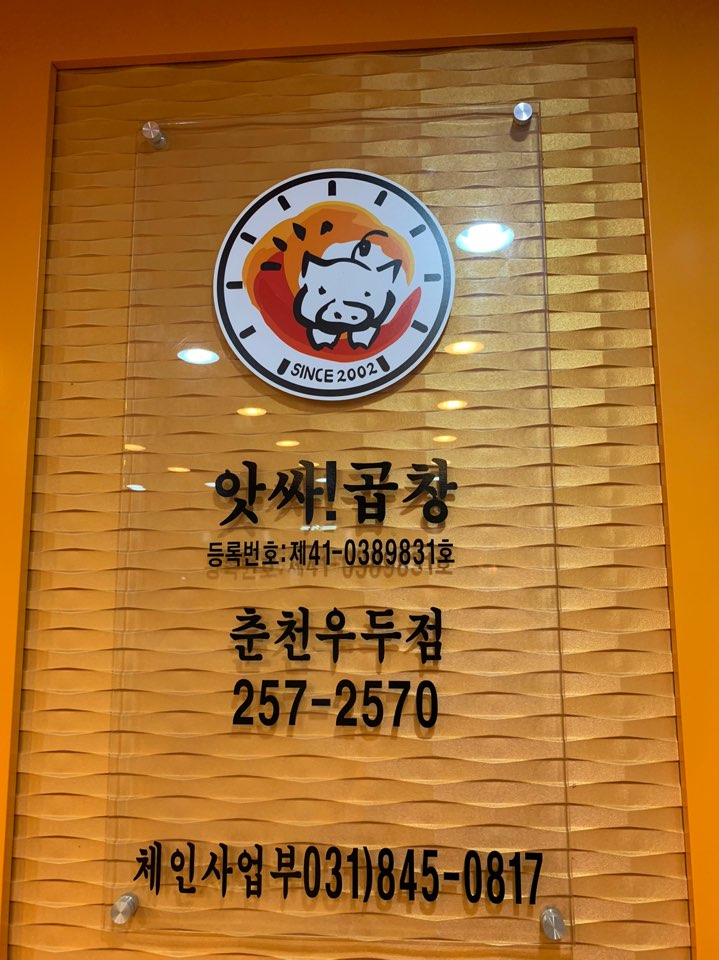 SINCE 2002
앗싸!곱창
등록번호:제41-0389831호
춘천우두점
257-2570
체인사업부031)845-0817